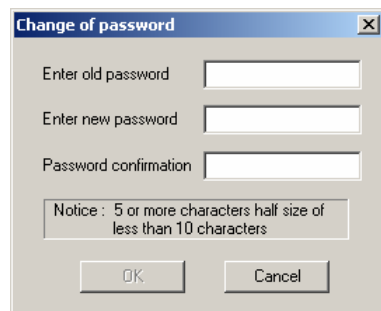 Change of password
Enter old password
Enter new password
Password confirmation
Notice : 5 or more characters half size of
less than 10 characters
OK Cancel